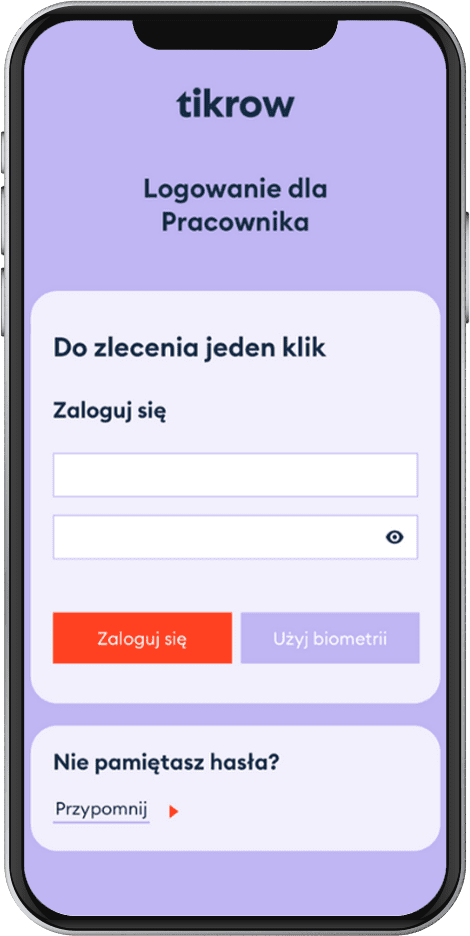 tikrow
Logowanie dla
Pracownika
Do zlecenia jeden klik
Zaloguj się
Zaloguj się
Użyj biometrii
Nie pamiętasz hasła?
Przypomnij